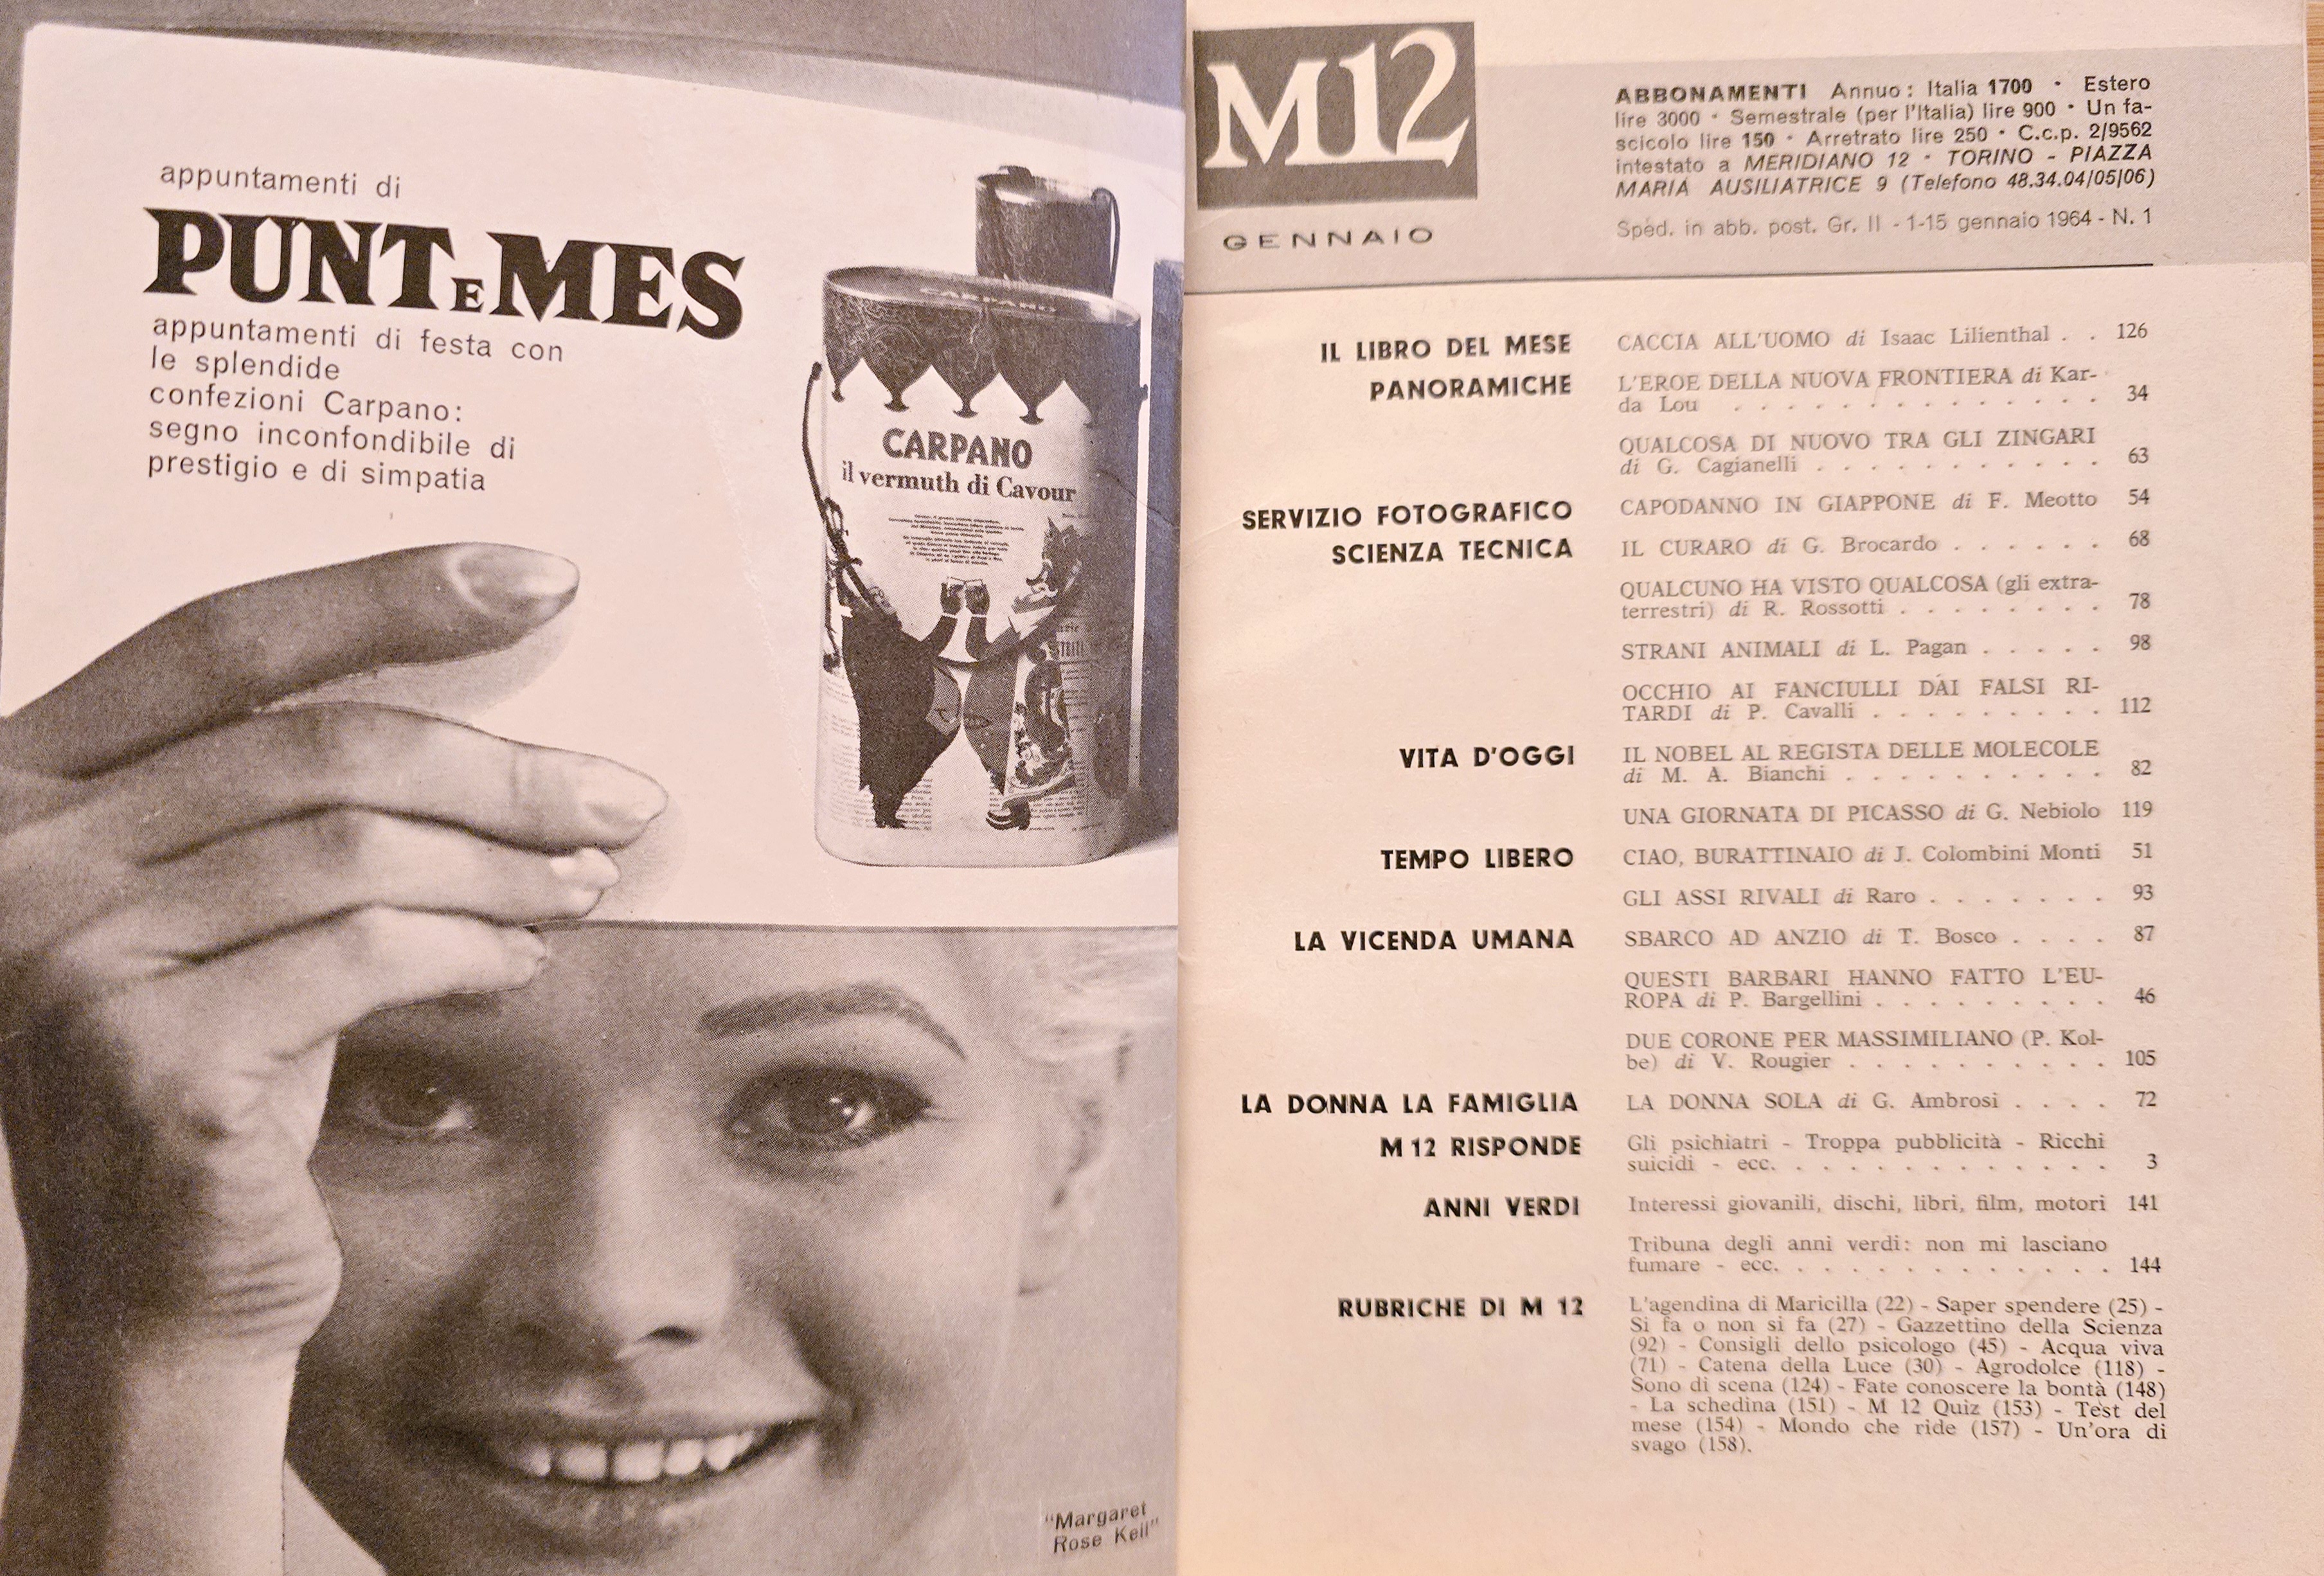 appuntamenti di
PUNT E MES
appuntamenti di festa con
le splendide
confezioni Carpano:
segno inconfondibile di
prestigio e di simpatia
CARPANO
CARPANO
il vermuth di Cavour
"Margaret
Rose Keil"
M12
GENNAIO
ABBONAMENTI Annuo: Italia 1700 · Estero
lire 3000 · Semestrale (per l'Italia) lire 900 · Un fa-
scicolo lire 150 · Arretrato lire 250 · C.c.p. 2/9562
intestato a MERIDIANO 12 · TORINO - PIAZZA
MARIA AUSILIATRICE 9 (Telefono 48.34.04/05/06)
Sped. in abb. post. Gr. II - 1-15 gennaio 1964 - N. 1
IL LIBRO DEL MESE CACCIA ALL'UOMO di Isaac Lilienthal . . 126
PANORAMICHE L'EROE DELLA NUOVA FRONTIERA di Kar-
da Lou . . . . . . . . . . . . . . 34
QUALCOSA DI NUOVO TRA GLI ZINGARI
di G. Cagianelli . . . . . . . . . . . 63
SERVIZIO FOTOGRAFICO CAPODANNO IN GIAPPONE di F. Meotto 54
SCIENZA TECNICA IL CURARO di G. Brocardo . . . . . . 68
QUALCUNO HA VISTO QUALCOSA (gli extra-
terrestri) di R. Rossotti . . . . . . . . 78
STRANI ANIMALI di L. Pagan . . . . . 98
OCCHIO AI FANCIULLI DAI FALSI RI-
TARDI di P. Cavalli . . . . . . . . . 112
VITA D'OGGI IL NOBEL AL REGISTA DELLE MOLECOLE
di M. A. Bianchi . . . . . . . . . . 82
UNA GIORNATA DI PICASSO di G. Nebiolo 119
TEMPO LIBERO CIAO, BURATTINAIO di J. Colombini Monti 51
GLI ASSI RIVALI di Raro . . . . . . . 93
LA VICENDA UMANA SBARCO AD ANZIO di T. Bosco . . . . 87
QUESTI BARBARI HANNO FATTO L'EU-
ROPA di P. Bargellini . . . . . . . . . 46
DUE CORONE PER MASSIMILIANO (P. Kol-
be) di V. Rougier . . . . . . . . . . 105
LA DONNA LA FAMIGLIA LA DONNA SOLA di G. Ambrosi . . . . 72
M 12 RISPONDE Gli psichiatri - Troppa pubblicità - Ricchi
suicidi - ecc. . . . . . . . . . . . . 3
ANNI VERDI Interessi giovanili, dischi, libri, film, motori 141
Tribuna degli anni verdi: non mi lasciano
fumare - ecc. . . . . . . . . . . . . 144
RUBRICHE DI M 12 L'agendina di Maricilla (22) - Saper spendere (25) -
Si fa o non si fa (27) - Gazzettino della Scienza
(92) - Consigli dello psicologo (45) - Acqua viva
(71) - Catena della Luce (30) - Agrodolce (118) -
Sono di scena (124) - Fate conoscere la bontà (148)
- La schedina (151) - M 12 Quiz (153) - Test del
mese (154) - Mondo che ride (157) - Un'ora di
svago (158).